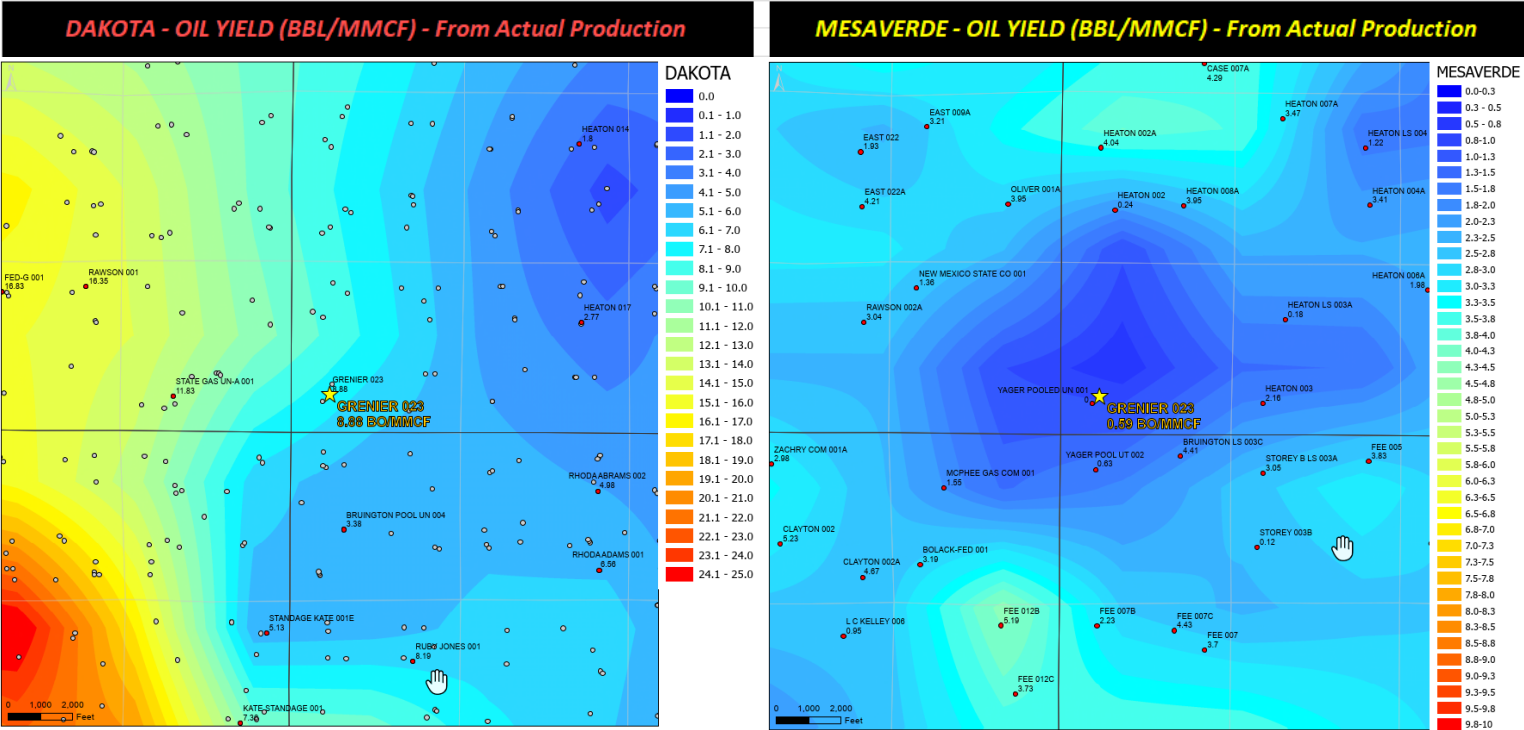 DAKOTA - OIL YIELD (BBL/MMCF) - From Actual Production
HEATON 014
1.8
FED-G 001
16.83
RAWSON 001
16.35
HEATON 017
2.77
STATE GAS UN-A 001
11.83
GRENIER 023
8.88
GRENIER 023
8.88 BO/MMCF
RHODA ABRAMS 002
4.98
BRUINGTON POOL UN 004
3.38
RHODA ADAMS 001
6.56
STANDAGE KATE 001E
5.13
RUBY JONES 001
8.19
KATE STANDAGE 001
7.36
0 1,000 2,000
Feet
DAKOTA
0.0
0.1 - 1.0
1.1 - 2.0
2.1 - 3.0
3.1 - 4.0
4.1 - 5.0
5.1 - 6.0
6.1 - 7.0
7.1 - 8.0
8.1 - 9.0
9.1 - 10.0
10.1 - 11.0
11.1 - 12.0
12.1 - 13.0
13.1 - 14.0
14.1 - 15.0
15.1 - 16.0
16.1 - 17.0
17.1 - 18.0
18.1 - 19.0
19.1 - 20.0
20.1 - 21.0
21.1 - 22.0
22.1 - 23.0
23.1 - 24.0
24.1 - 25.0
MESAVERDE - OIL YIELD (BBL/MMCF) - From Actual Production
CASE 007A
4.29
EAST 009A
3.21
HEATON 007A
3.47
EAST 022
1.93
HEATON 002A
4.04
HEATON LS 004
1.22
EAST 022A
4.21
OLIVER 001A
3.95
HEATON 002
0.24
HEATON 008A
3.95
HEATON 004A
3.41
NEW MEXICO STATE CO 001
1.36
HEATON 006A
1.98
RAWSON 002A
3.04
HEATON LS 003A
0.18
YAGER POOLED UN 001
0
GRENIER 023
0.59 BO/MMCF
HEATON 003
2.16
ZACHRY COM 001A
2.98
YAGER POOL UT 002
0.63
BRUINGTON LS 003C
4.41
STOREY B LS 003A
3.05
FEE 005
3.83
MCPHEE GAS COM 001
1.55
CLAYTON 002
5.23
STOREY 003B
0.12
CLAYTON 002A
4.67
BOLACK-FED 001
3.19
L C KELLEY 006
0.95
FEE 012B
5.19
FEE 007B
2.23
FEE 007C
4.43
FEE 007
3.7
FEE 012C
3.73
0 1,000 2,000
Feet
MESAVERDE
0.0-0.3
0.3 - 0.5
0.5 - 0.8
0.8-1.0
1.0-1.3
1.3-1.5
1.5-1.8
1.8-2.0
2.0-2.3
2.3-2.5
2.5-2.8
2.8-3.0
3.0-3.3
3.3-3.5
3.5-3.8
3.8-4.0
4.0-4.3
4.3-4.5
4.5-4.8
4.8-5.0
5.0-5.3
5.3-5.5
5.5-5.8
5.8-6.0
6.0-6.3
6.3-6.5
6.5-6.8
6.8-7.0
7.0-7.3
7.3-7.5
7.5-7.8
7.8-8.0
8.0-8.3
8.3-8.5
8.5-8.8
8.8-9.0
9.0-9.3
9.3-9.5
9.5-9.8
9.8-10